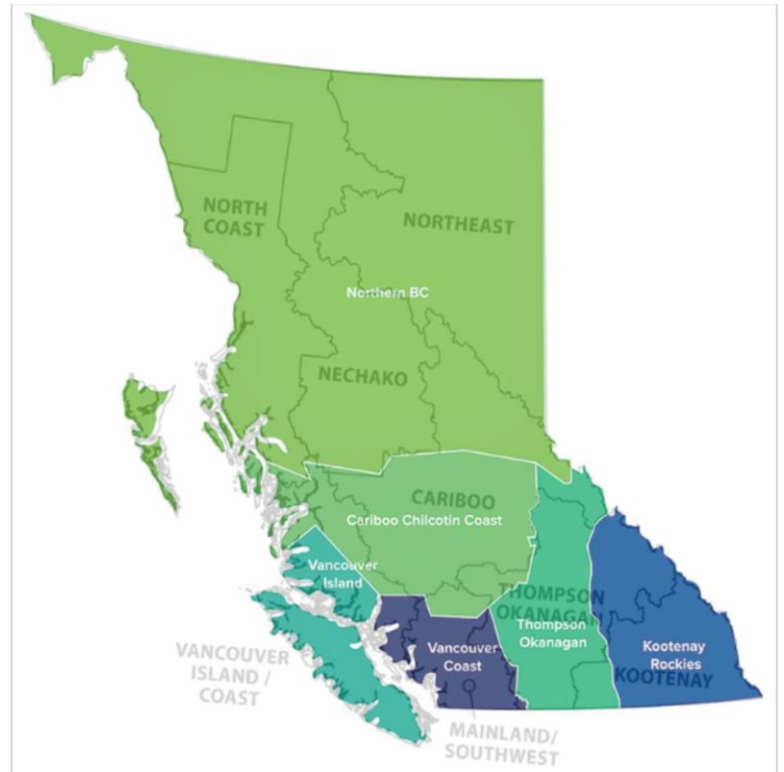 NORTH
COAST
NORTHEAST
Northern BC
NECHAKO
CARIBOO
Cariboo Chilcotin Coast
Vancouver
Island
THOMPSON
OKANAGAN
Thompson
Okanagan
Vancouver
Coast
Kootenay
Rockies
KOOTENAY
VANCOUVER
ISLAND /
COAST
MAINLAND/
SOUTHWEST